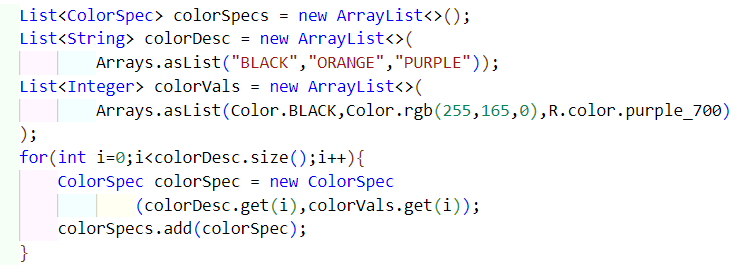 List<ColorSpec> colorSpecs = new ArrayList<>();
List<String> colorDesc = new ArrayList<>(
Arrays.asList("BLACK","ORANGE","PURPLE"));
List<Integer> colorVals = new ArrayList<>(
Arrays.asList(Color.BLACK,Color.rgb(255,165,0),R.color.purple_700)
);
for(int i=0;i<colorDesc.size();i++){
ColorSpec colorSpec = new ColorSpec
(colorDesc.get(i),colorVals.get(i));
colorSpecs.add(colorSpec);
}